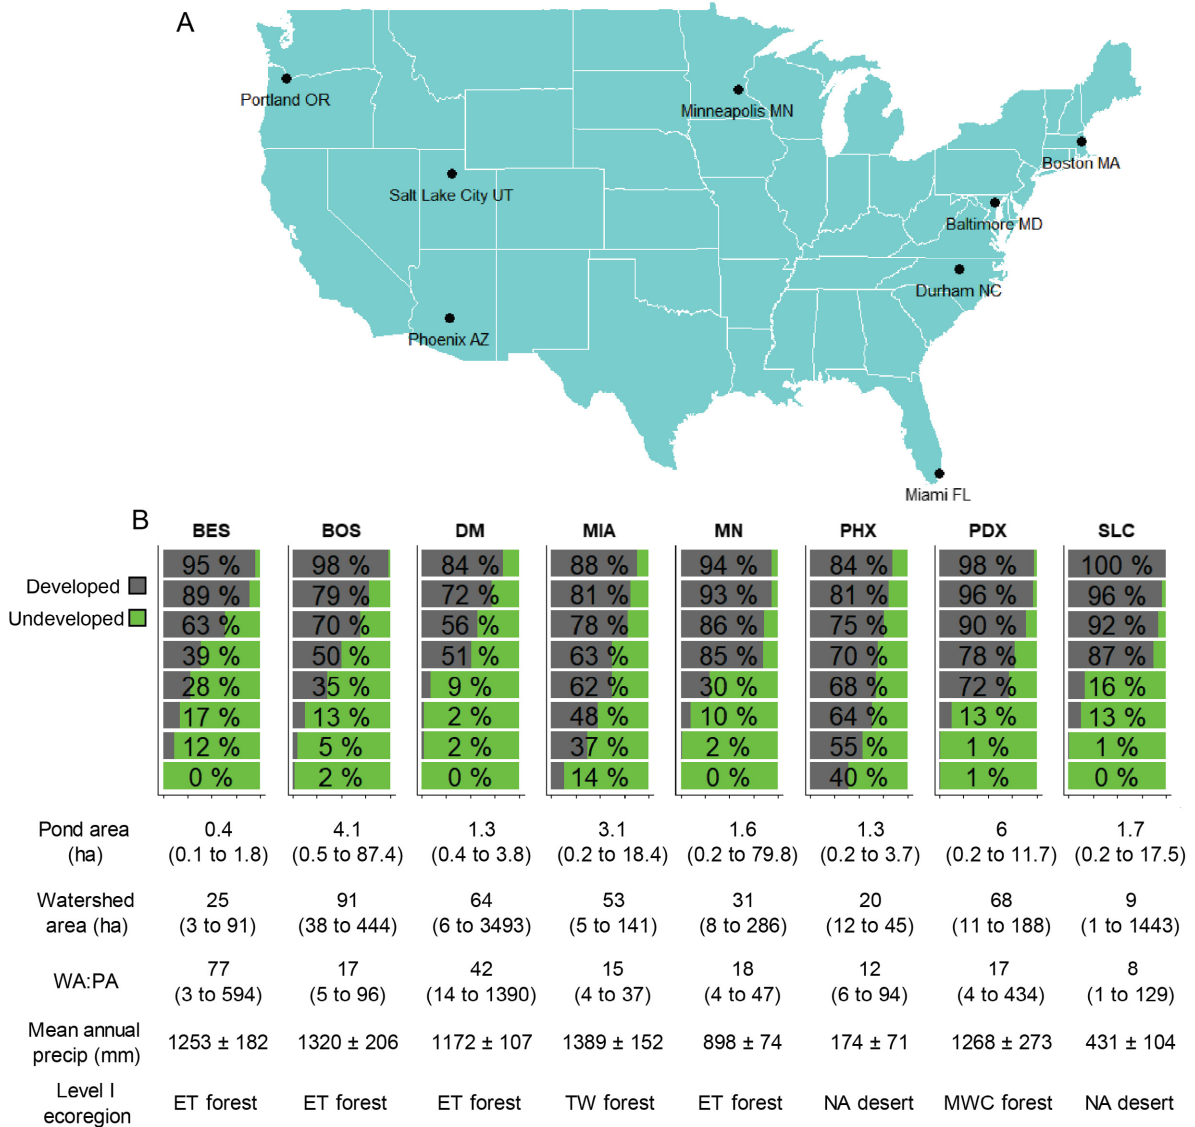 A
Portland OR
Minneapolis MN
Boston MA
Salt Lake City UT
Baltimore MD
Durham NC
Phoenix AZ
Miami FL
B
BES BOS DM MIA MN PHX PDX SLC
Developed
Undeveloped
95 % 98 % 84 % 88 % 94 % 84 % 98 % 100 %
89 % 79 % 72 % 81 % 93 % 81 % 96 % 96 %
63 % 70 % 56 % 78 % 86 % 75 % 90 % 92 %
39 % 50 % 51 % 63 % 85 % 70 % 78 % 87 %
28 % 35 % 9 % 62 % 30 % 68 % 72 % 16 %
17 % 13 % 2 % 48 % 10 % 64 % 13 % 13 %
12 % 5 % 2 % 37 % 2 % 55 % 1 % 1 %
0 % 2 % 0 % 14 % 0 % 40 % 1 % 0 %
Pond area 0.4 4.1 1.3 3.1 1.6 1.3 6 1.7
(ha) (0.1 to 1.8) (0.5 to 87.4) (0.4 to 3.8) (0.2 to 18.4) (0.2 to 79.8) (0.2 to 3.7) (0.2 to 11.7) (0.2 to 17.5)
Watershed 25 91 64 53 31 20 68 9
area (ha) (3 to 91) (38 to 444) (6 to 3493) (5 to 141) (8 to 286) (12 to 45) (11 to 188) (1 to 1443)
WA:PA
77 17 42 15 18 12 17 8
(3 to 594) (5 to 96) (14 to 1390) (4 to 37) (4 to 47) (6 to 94) (4 to 434) (1 to 129)
Mean annual
precip (mm)
1253 ± 182 1320 ± 206 1172 ± 107 1389 ± 152 898 ± 74 174 ± 71 1268 ± 273 431 ± 104
Level I
ecoregion
ET forest ET forest ET forest TW forest ET forest NA desert MWC forest NA desert